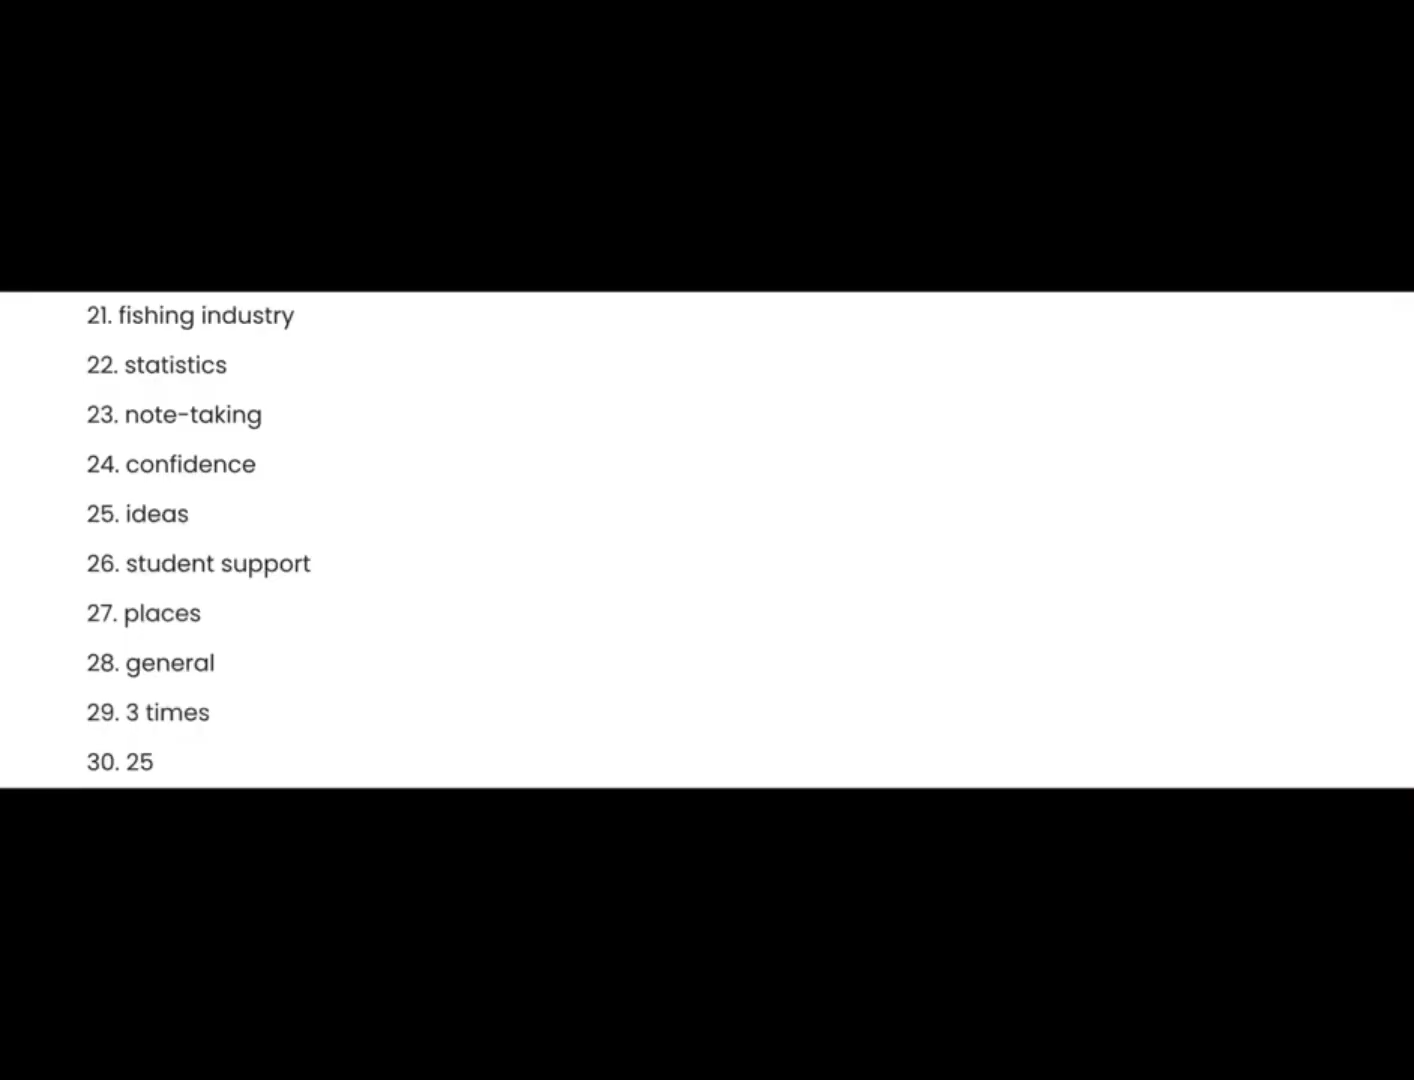 21. fishing industry
22. statistics
23. note-taking
24. confidence
25. ideas
26. student support
27. places
28. general
29. 3 times
30. 25